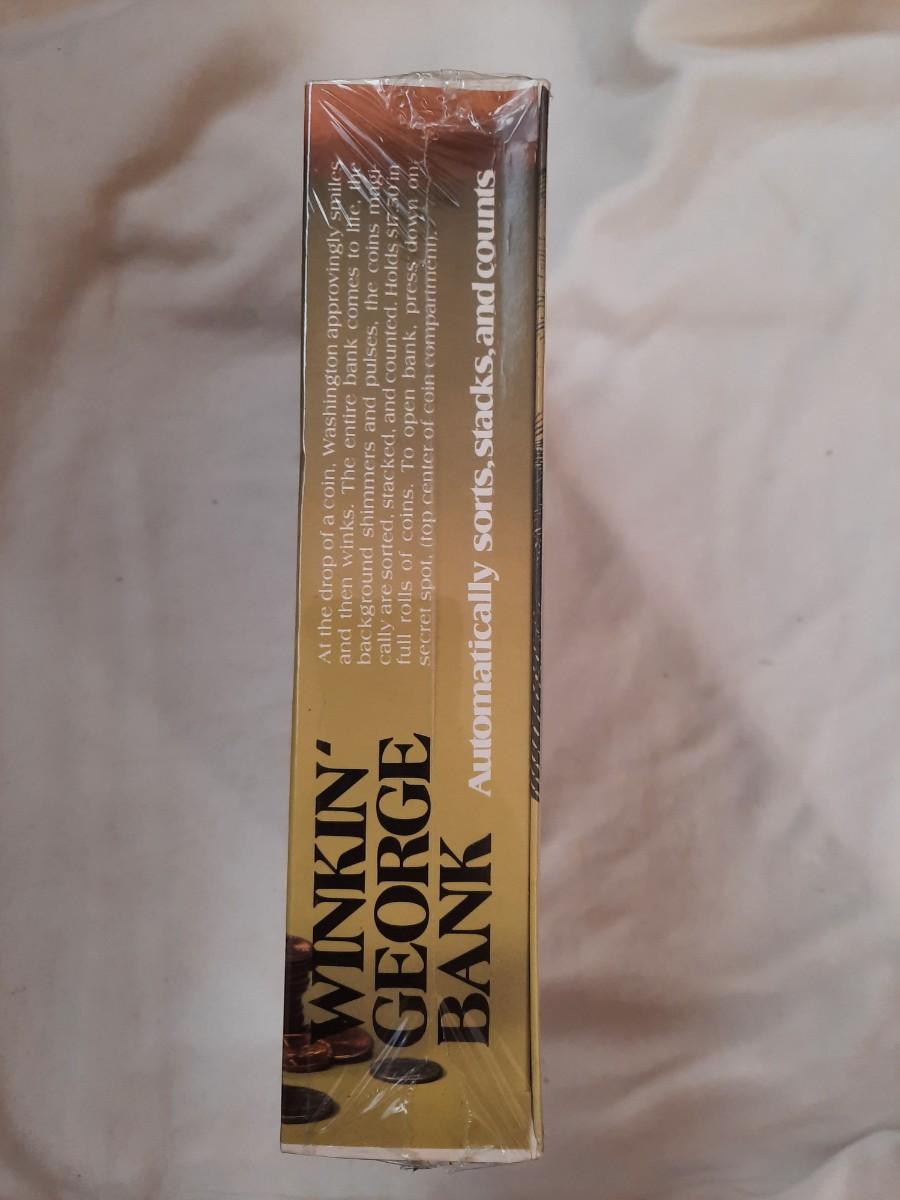 WINKIN'
GEORGE
BANK
At the drop of a coin, Washington approvingly smiles
and then winks. The entire bank comes to life, the
background shimmers and pulses, the coins magi-
cally are sorted, stacked, and counted. Holds $17.50 in
full rolls of coins. To open bank, press down on
secret spot. (top center of coin compartment).
Automatically sorts, stacks, and counts